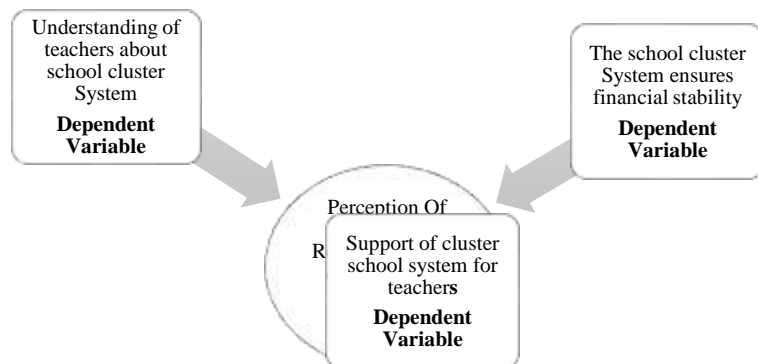 Understanding of
teachers about
school cluster
System
Dependent
Variable
The school cluster
System ensures
financial stability
Dependent
Variable
Perception Of
Support of cluster
school system for
teachers
Dependent
Variable